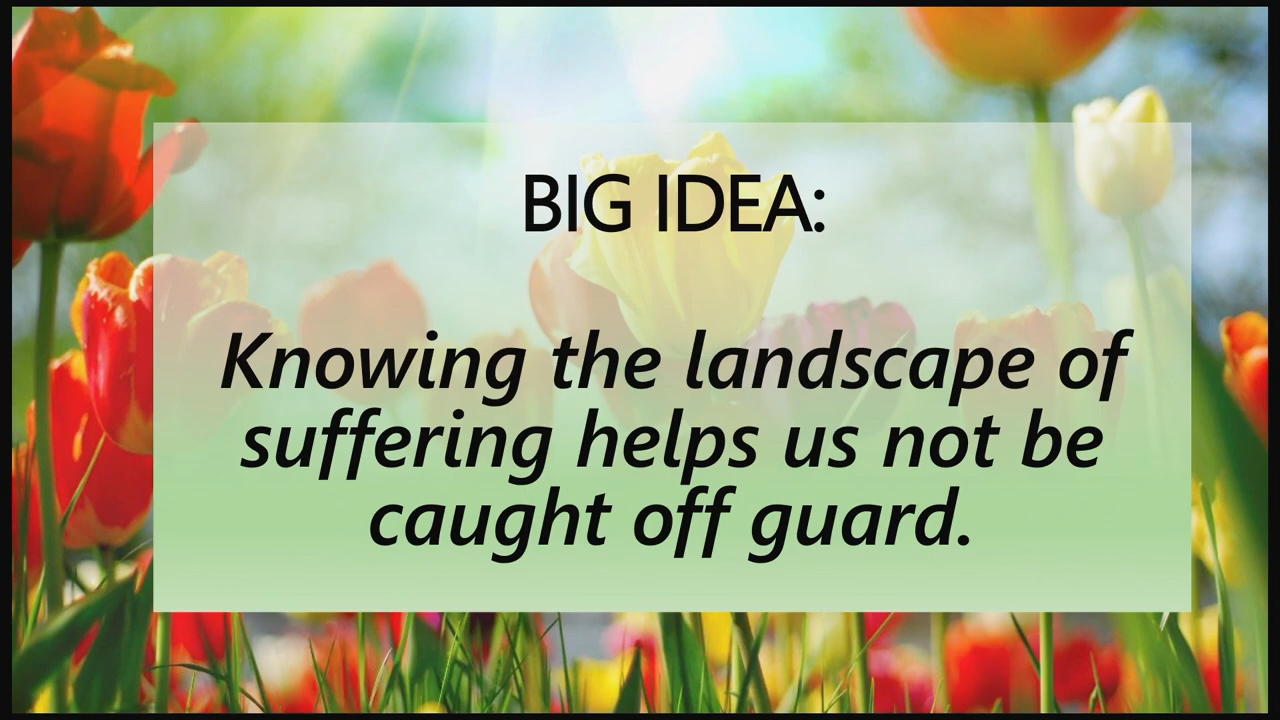 BIG IDEA:
Knowing the landscape of
suffering helps us not be
caught off guard.